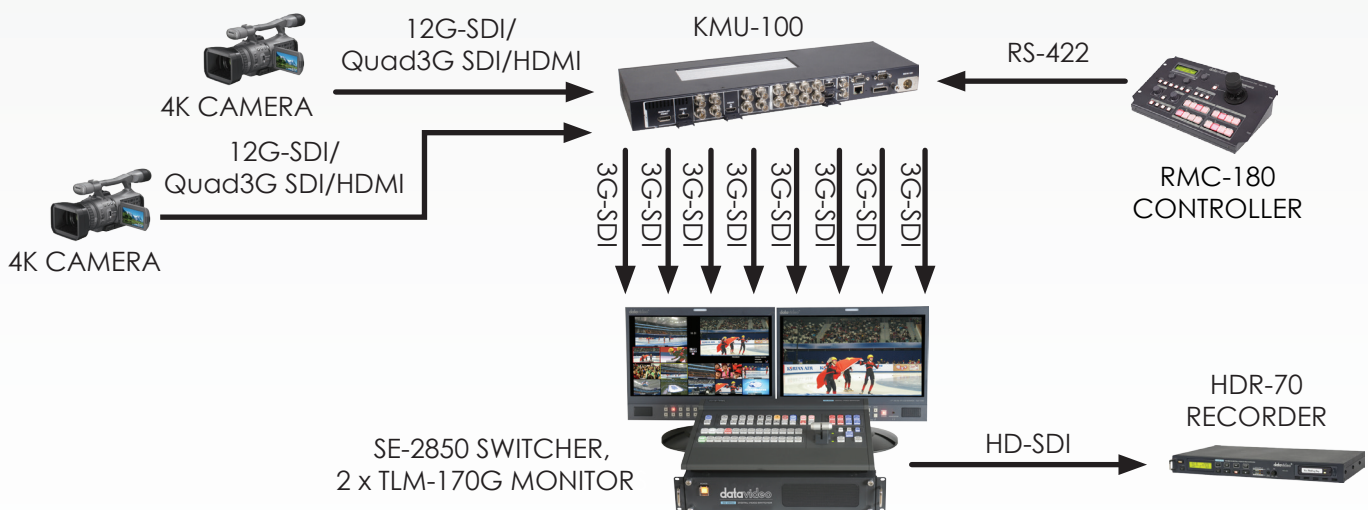 12G-SDI/
Quad3G SDI/HDMI
4K CAMERA
KMU-100
RS-422
12G-SDI/
Quad3G SDI/HDMI
4K CAMERA
RMC-180
CONTROLLER
3G-SDI
3G-SDI
3G-SDI
3G-SDI
3G-SDI
3G-SDI
3G-SDI
3G-SDI
SE-2850 SWITCHER,
2 x TLM-170G MONITOR
datavideo
HD-SDI
HDR-70
RECORDER